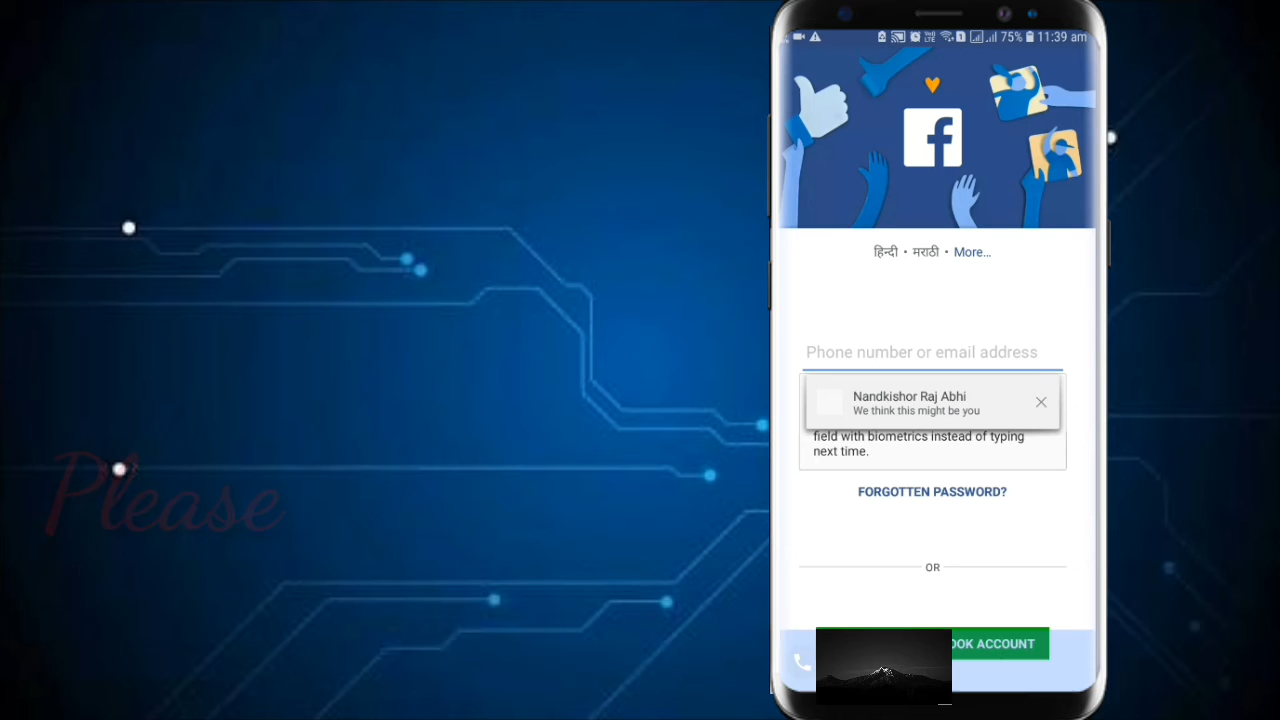 75% 11:39 am
हिन्दी • मराठी • More...
Phone number or email address
Nandkishor Raj Abhi
We think this might be you
field with biometrics instead of typing
next time.
FORGOTTEN PASSWORD?
OR
OOK ACCOUNT
Please